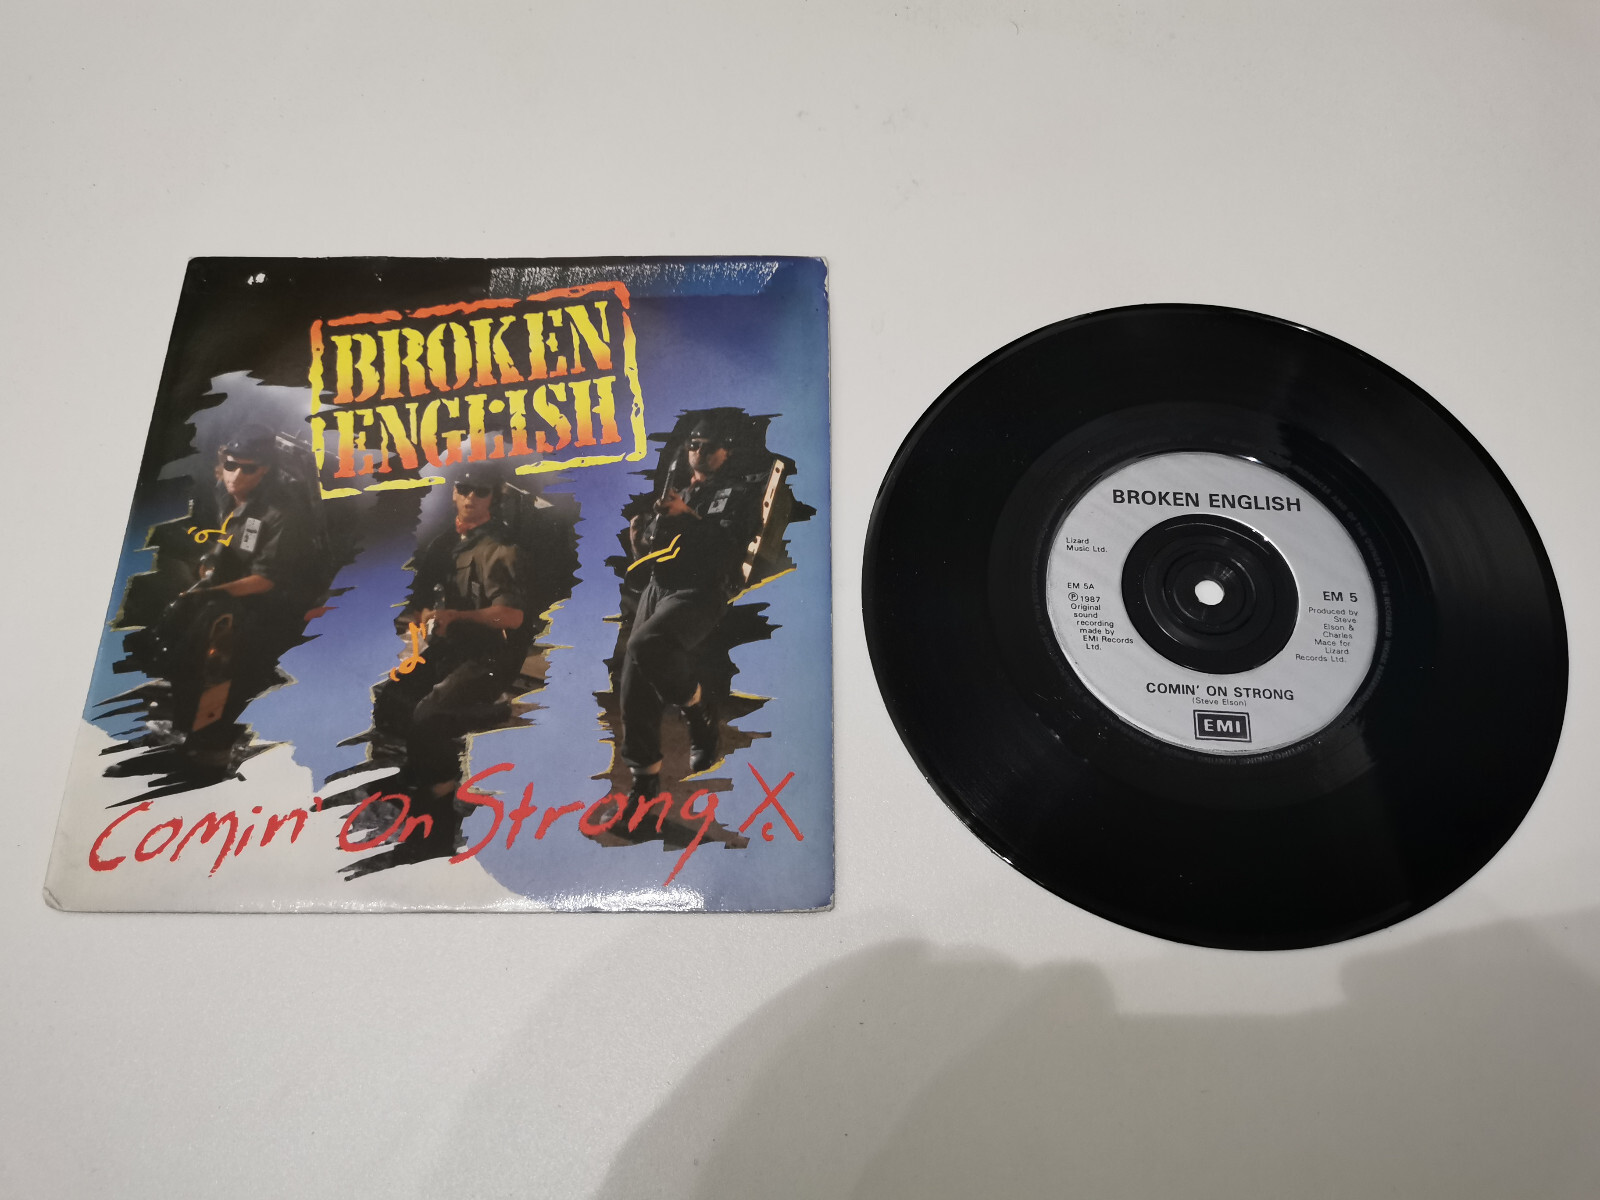 BROKEN
ENGLISH
Comin' On Strong X
c
BROKEN ENGLISH
Lizard
Music Ltd.
EM 5A
Ⓟ 1987
Original
sound
recording
made by
EMI Records
Ltd.
EM 5
Produced by
Steve
Elson &
Charles
Mace for
Lizard
Records Ltd.
COMIN' ON STRONG
(Steve Elson)
EMI